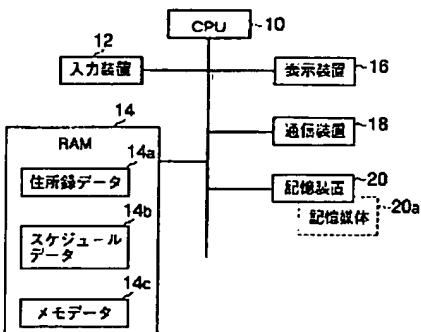 CPU
10
12
入力装置
表示装置
16
14
RAM
14a
住所録データ
通信装置
18
14b
スケジュール
データ
記憶装置
20
記憶媒体
20a
14c
メモデータ